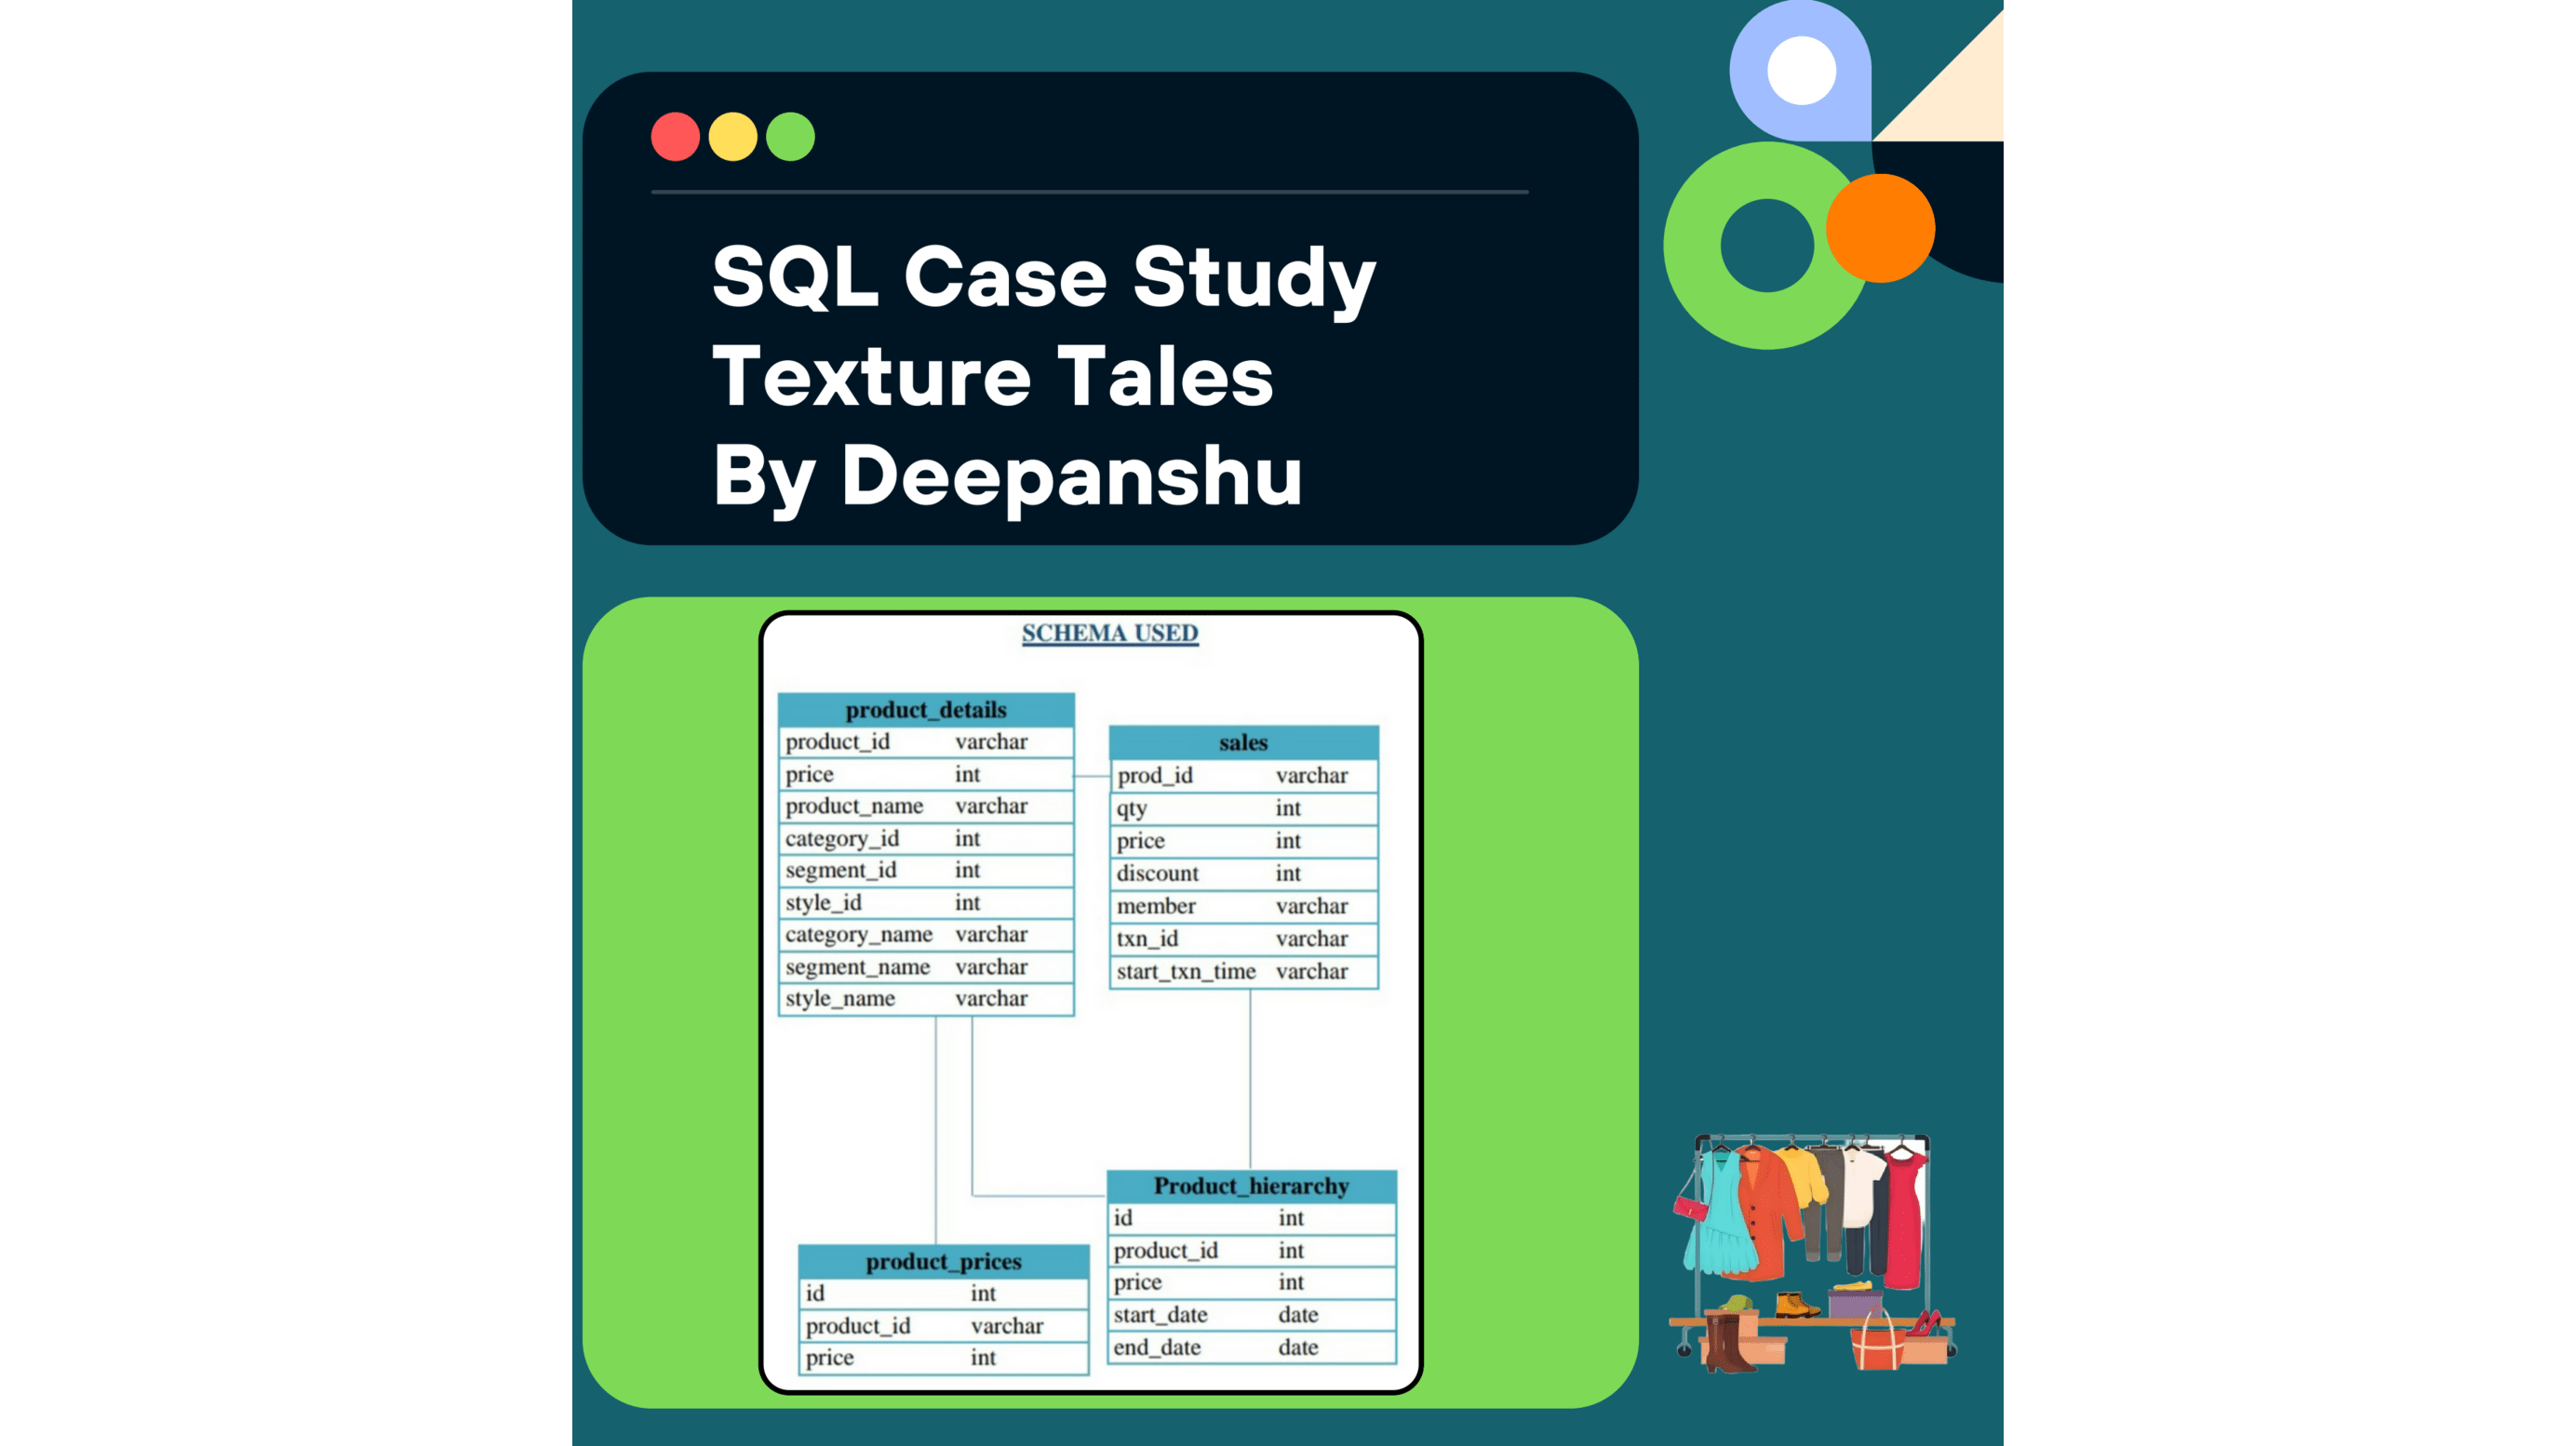 SQL Case Study
Texture Tales
By Deepanshu
SCHEMA USED
product_details
product_id varchar
price int
product_name varchar
category_id int
segment_id int
style_id int
category_name varchar
segment_name varchar
style_name varchar
sales
prod_id varchar
qty int
price int
discount int
member varchar
txn_id varchar
start_txn_time varchar
product_prices
id int
product_id varchar
price int
Product_hierarchy
id int
product_id int
price int
start_date date
end_date date